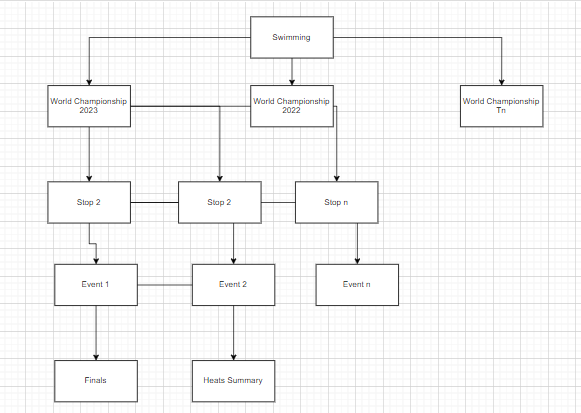 Swimming
World Championship
2023
World Championship
2022
World Championship
Tn
Stop 2
Stop 2
Stop n
Event 1
Event 2
Event n
Finals
Heats Summary